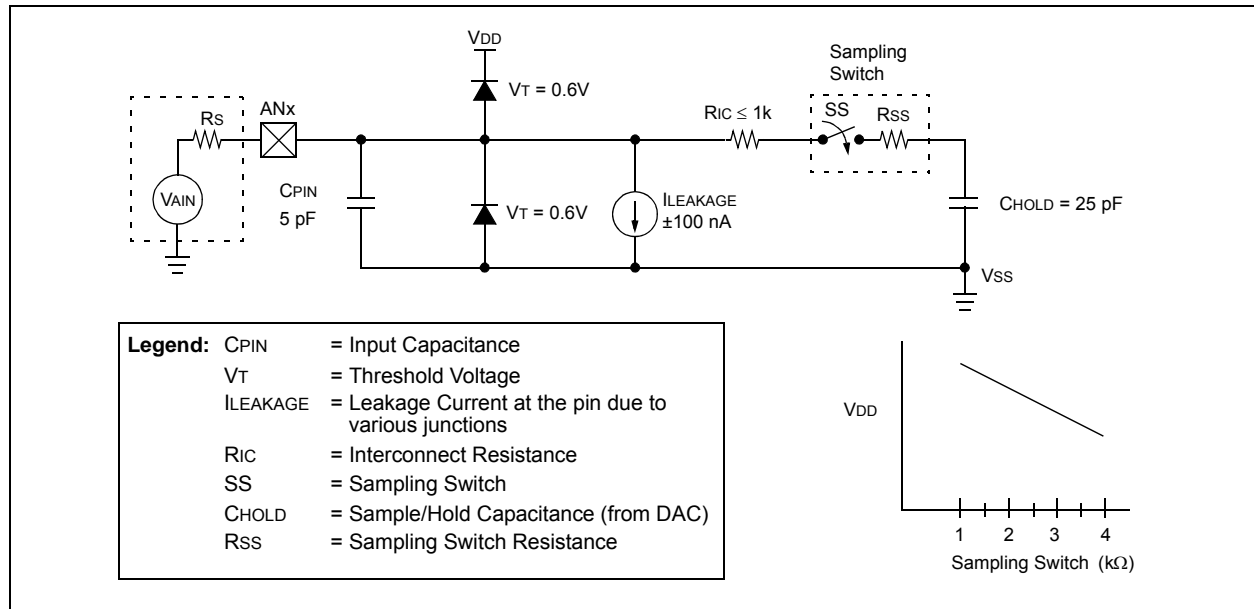 VDD
Sampling
Switch
VT = 0.6V
ANx
RS
RIC ≤ 1k
SS
RSS
VAIN
CPIN
5 pF
VT = 0.6V
ILEAKAGE
±100 nA
CHOLD = 25 pF
VSS
Legend: CPIN = Input Capacitance
VT = Threshold Voltage
ILEAKAGE = Leakage Current at the pin due to
various junctions
RIC = Interconnect Resistance
SS = Sampling Switch
CHOLD = Sample/Hold Capacitance (from DAC)
RSS = Sampling Switch Resistance
VDD
1 2 3 4
Sampling Switch (kΩ)